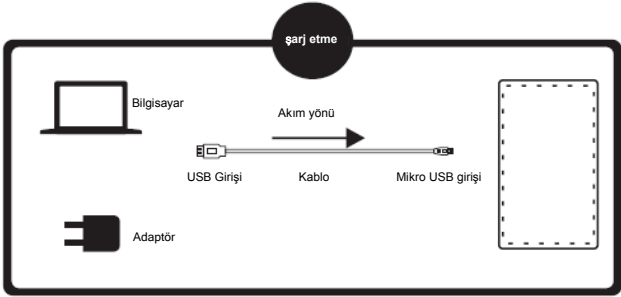 şarj etme
Bilgisayar
Akım yönü
USB Girişi
Kablo
Mikro USB girişi
Adaptör